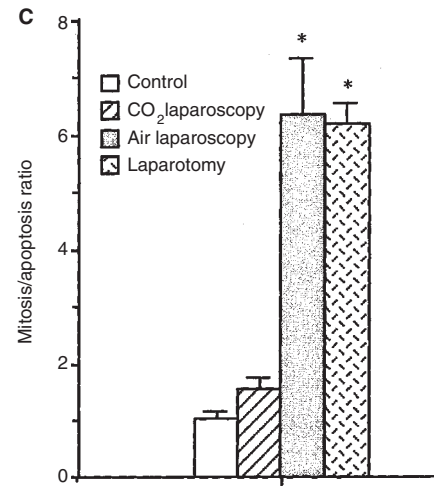 C
8
6
4
2
0
Mitosis/apoptosis ratio
Control
CO₂laparoscopy
Air laparoscopy
Laparotomy
*
*